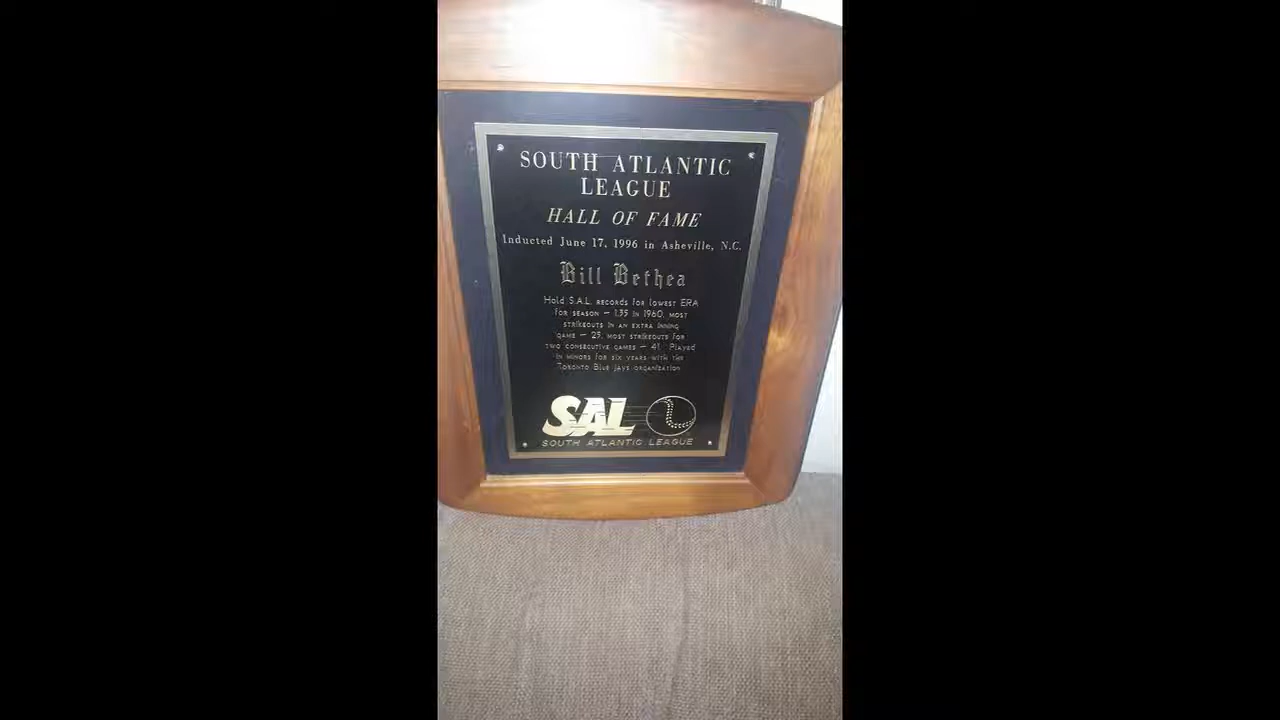 SOUTH ATLANTIC
LEAGUE
HALL OF FAME
Inducted June 17, 1996 in Asheville, N.C.
Bill Bethea
Hold S.A.L. RECORDS for lowest ERA
for SEASON – 1.35 IN 1960, MOST
STRIKEOUTS IN AN EXTRA INNING
GAME – 25, MOST STRIKEOUTS FOR
TWO CONSECUTIVE GAMES – 41. Played
IN MINORS FOR SIX YEARS WITH THE
TORONTO Blue JAYS ORGANIZATION
SAL
SOUTH ATLANTIC LEAGUE